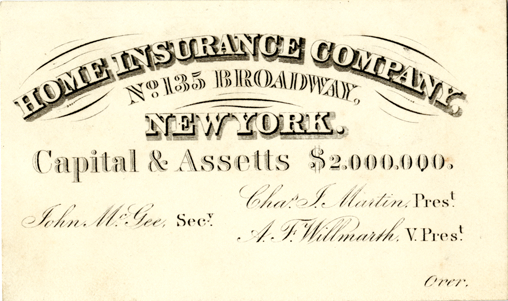 HOME INSURANCE COMPANY,
No. 135 BROADWAY,
NEW YORK.
Capital & Assetts $2.000.000.
Chas. J. Martin, Prest.
John McGee, Secy.
A. F. Willmarth, V. Prest.
Over.